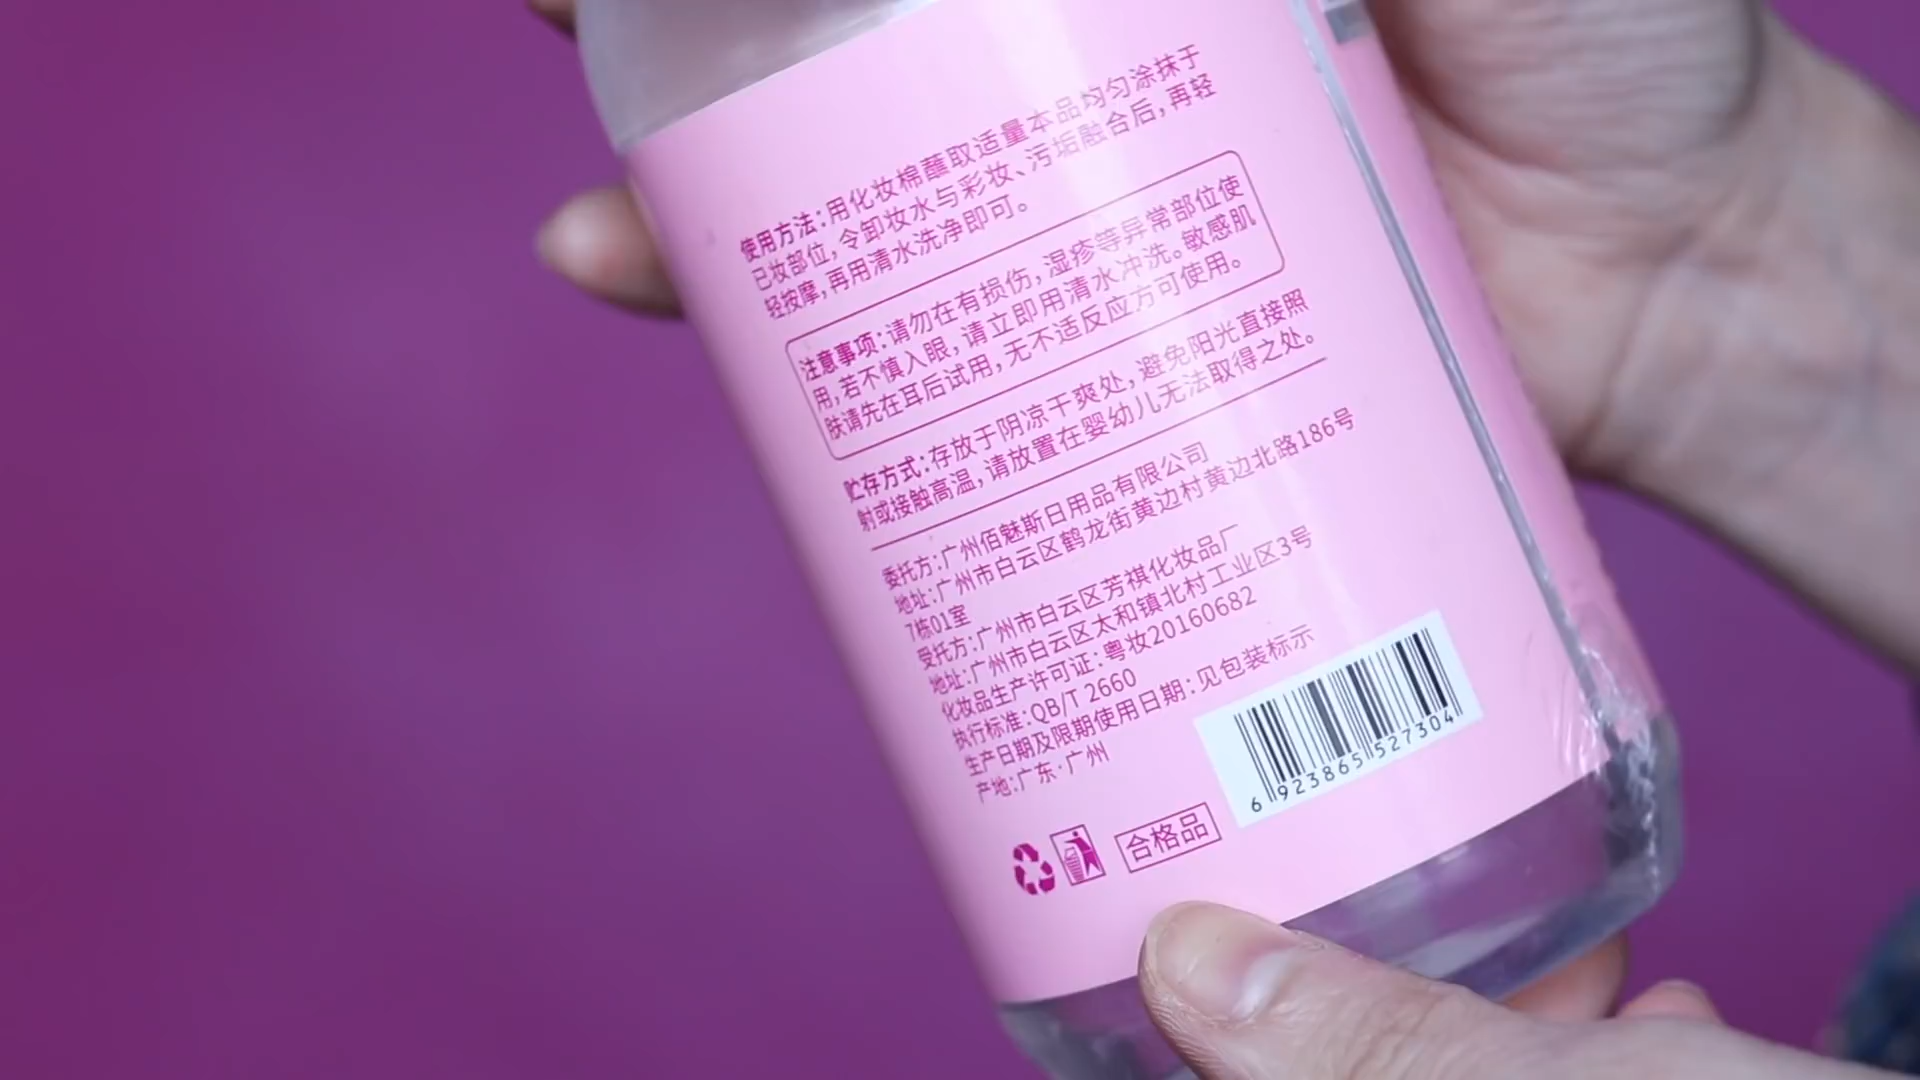 使用方法:用化妆棉蘸取适量本品均匀涂抹于
已妆部位,令卸妆水与彩妆、污垢融合后,再轻
轻按摩,再用清水洗净即可。
注意事项:请勿在有损伤,湿疹等异常部位使
用,若不慎入眼,请立即用清水冲洗。敏感肌
肤请先在耳后试用,无不适反应方可使用。
贮存方式:存放于阴凉干爽处,避免阳光直接照
射或接触高温,请放置在婴幼儿无法取得之处。
委托方:广州佰魅斯日用品有限公司
地址:广州市白云区鹤龙街黄边村黄边北路186号
7栋01室
受托方:广州市白云区芳祺化妆品厂
地址:广州市白云区太和镇北村工业区3号
化妆品生产许可证:粤妆20160682
执行标准:QB/T 2660
生产日期及限期使用日期:见包装标示
产地:广东·广州
6 923865 527304
合格品